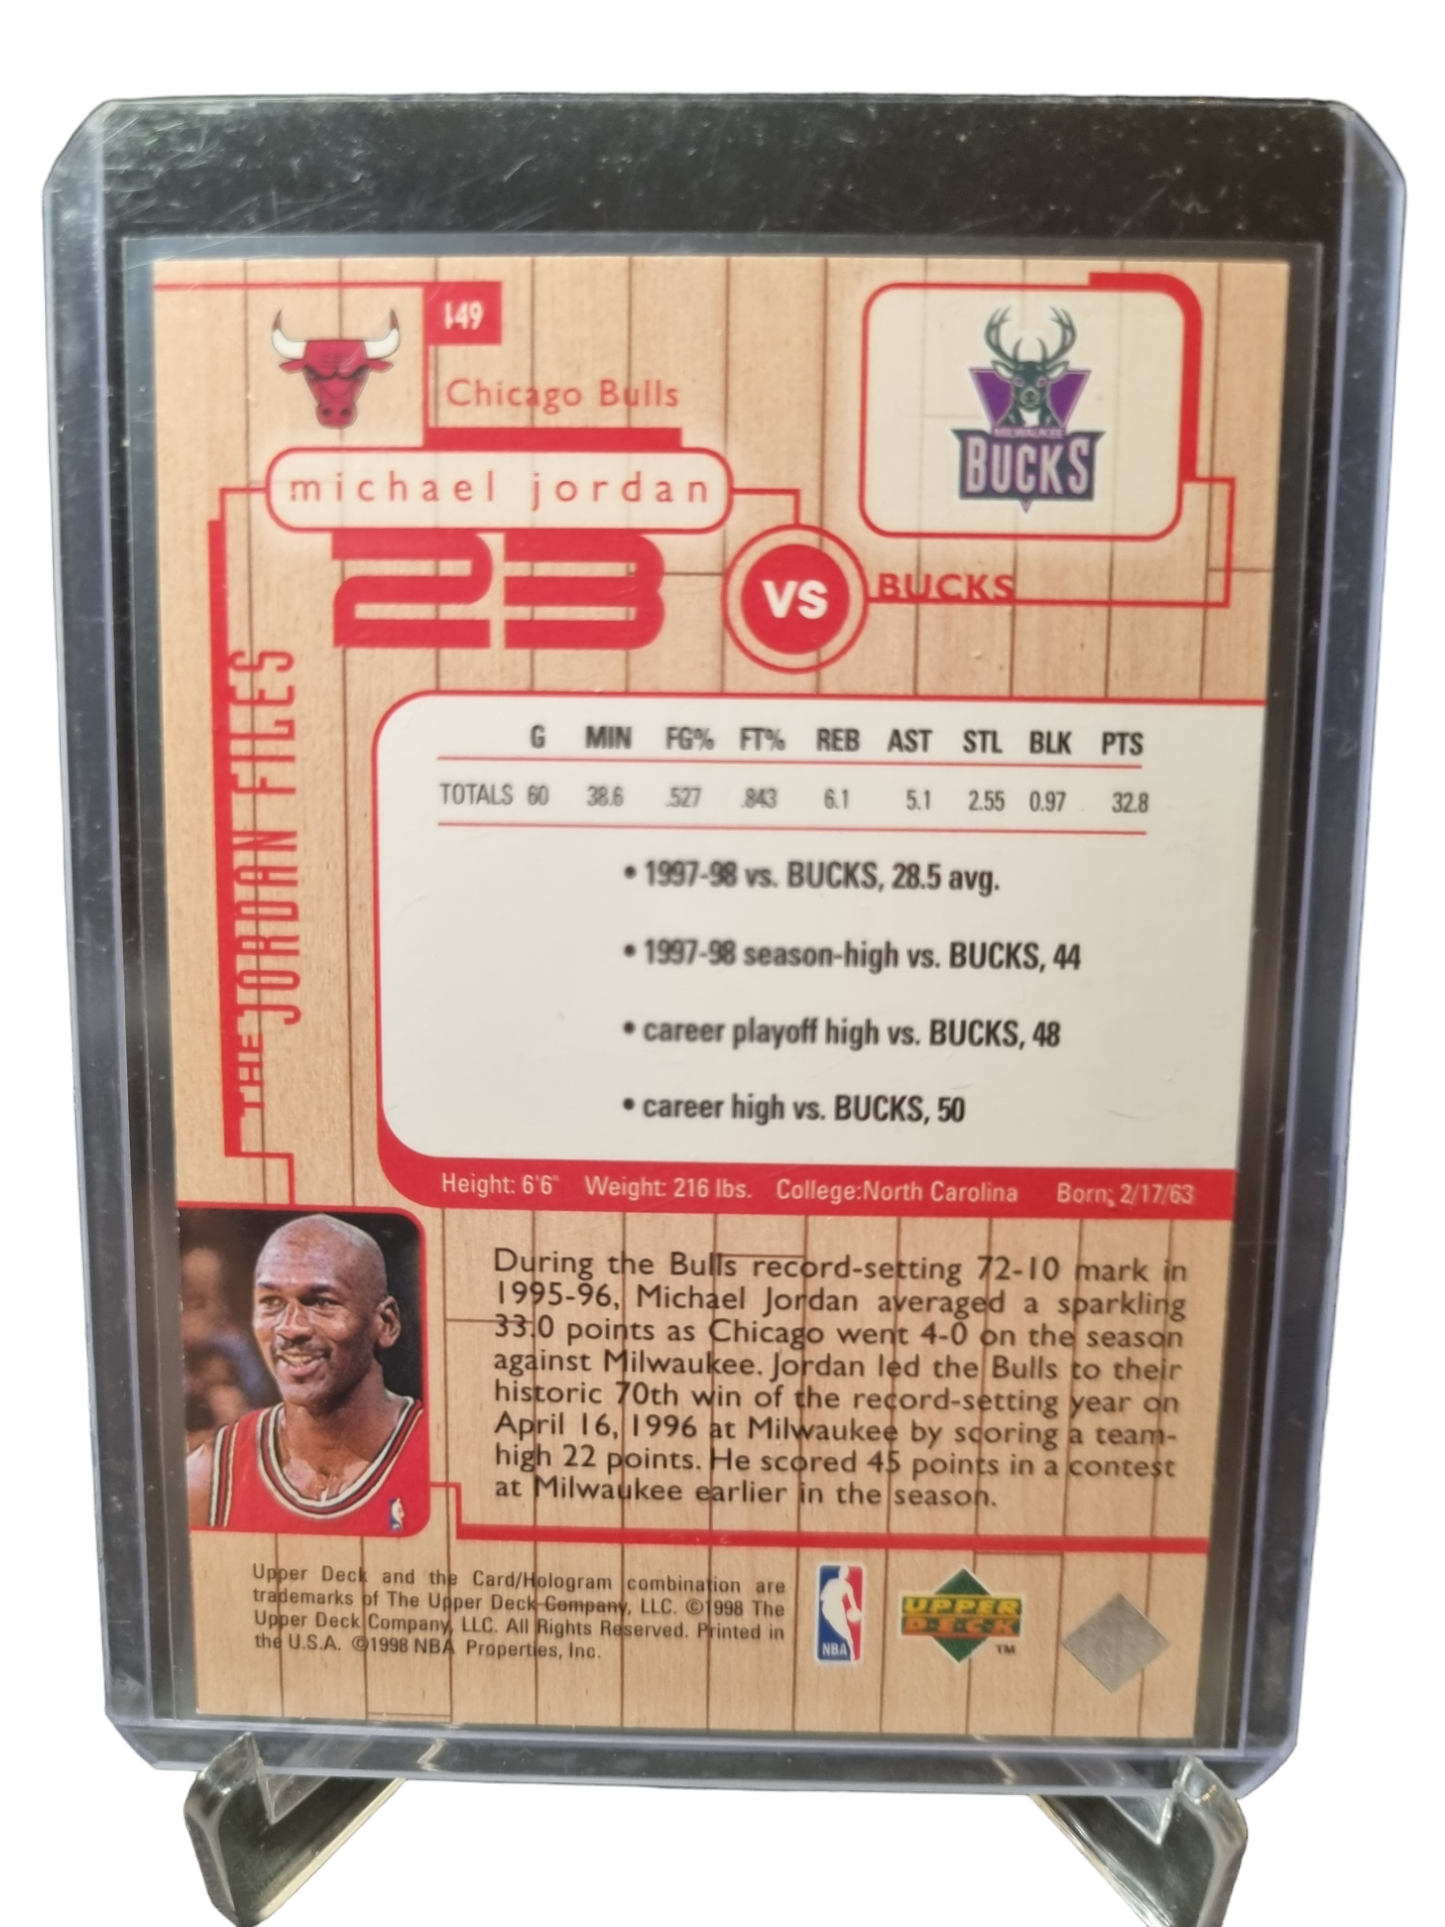 149
Chicago Bulls
michael jordan
23
MILWAUKEE
BUCKS
VS
BUCKS
THE JORDAN FILES
G MIN FG% FT% REB AST STL BLK PTS
TOTALS 60 38.6 .527 .843 6.1 5.1 2.55 0.97 32.8
• 1997-98 vs. BUCKS, 28.5 avg.
• 1997-98 season-high vs. BUCKS, 44
• career playoff high vs. BUCKS, 48
• career high vs. BUCKS, 50
Height: 6'6" Weight: 216 lbs. College:North Carolina Born: 2/17/63
During the Bulls record-setting 72-10 mark in
1995-96, Michael Jordan averaged a sparkling
33.0 points as Chicago went 4-0 on the season
against Milwaukee. Jordan led the Bulls to their
historic 70th win of the record-setting year on
April 16, 1996 at Milwaukee by scoring a team-
high 22 points. He scored 45 points in a contest
at Milwaukee earlier in the season.
Upper Deck and the Card/Hologram combination are
trademarks of The Upper Deck Company, LLC. ©1998 The
Upper Deck Company, LLC. All Rights Reserved. Printed in
the U.S.A. ©1998 NBA Properties, Inc.
NBA
UPPER
DECK
TM